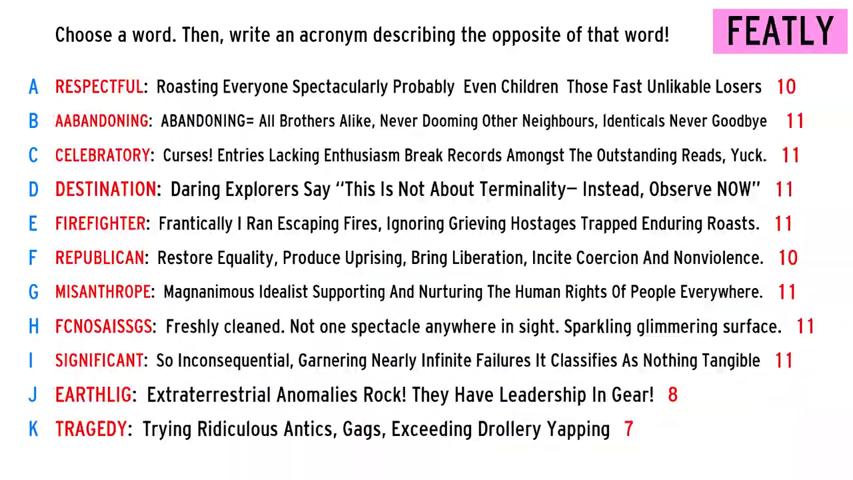 Choose a word. Then, write an acronym describing the opposite of that word!
FEATLY
A RESPECTFUL: Roasting Everyone Spectacularly Probably Even Children Those Fast Unlikable Losers 10
B AABANDONING: ABANDONING= All Brothers Alike, Never Dooming Other Neighbours, Identicals Never Goodbye 11
C CELEBRATORY: Curses! Entries Lacking Enthusiasm Break Records Amongst The Outstanding Reads, Yuck. 11
D DESTINATION: Daring Explorers Say “This Is Not About Terminality— Instead, Observe NOW” 11
E FIREFIGHTER: Frantically I Ran Escaping Fires, Ignoring Grieving Hostages Trapped Enduring Roasts. 11
F REPUBLICAN: Restore Equality, Produce Uprising, Bring Liberation, Incite Coercion And Nonviolence. 10
G MISANTHROPE: Magnanimous Idealist Supporting And Nurturing The Human Rights Of People Everywhere. 11
H FCNOSAISSGS: Freshly cleaned. Not one spectacle anywhere in sight. Sparkling glimmering surface. 11
I SIGNIFICANT: So Inconsequential, Garnering Nearly Infinite Failures It Classifies As Nothing Tangible 11
J EARTHLIG: Extraterrestrial Anomalies Rock! They Have Leadership In Gear! 8
K TRAGEDY: Trying Ridiculous Antics, Gags, Exceeding Drollery Yapping 7